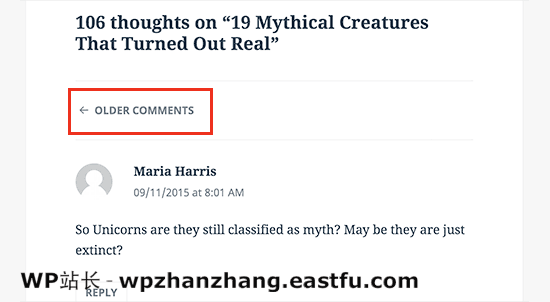 106 thoughts on “19 Mythical Creatures
That Turned Out Real”
← OLDER COMMENTS
Maria Harris
09/11/2015 at 8:01 AM
So Unicorns are they still classified as myth? May be they are just
extinct?
WP站长 - wpzhanzhang.eastfu.com
REPLY